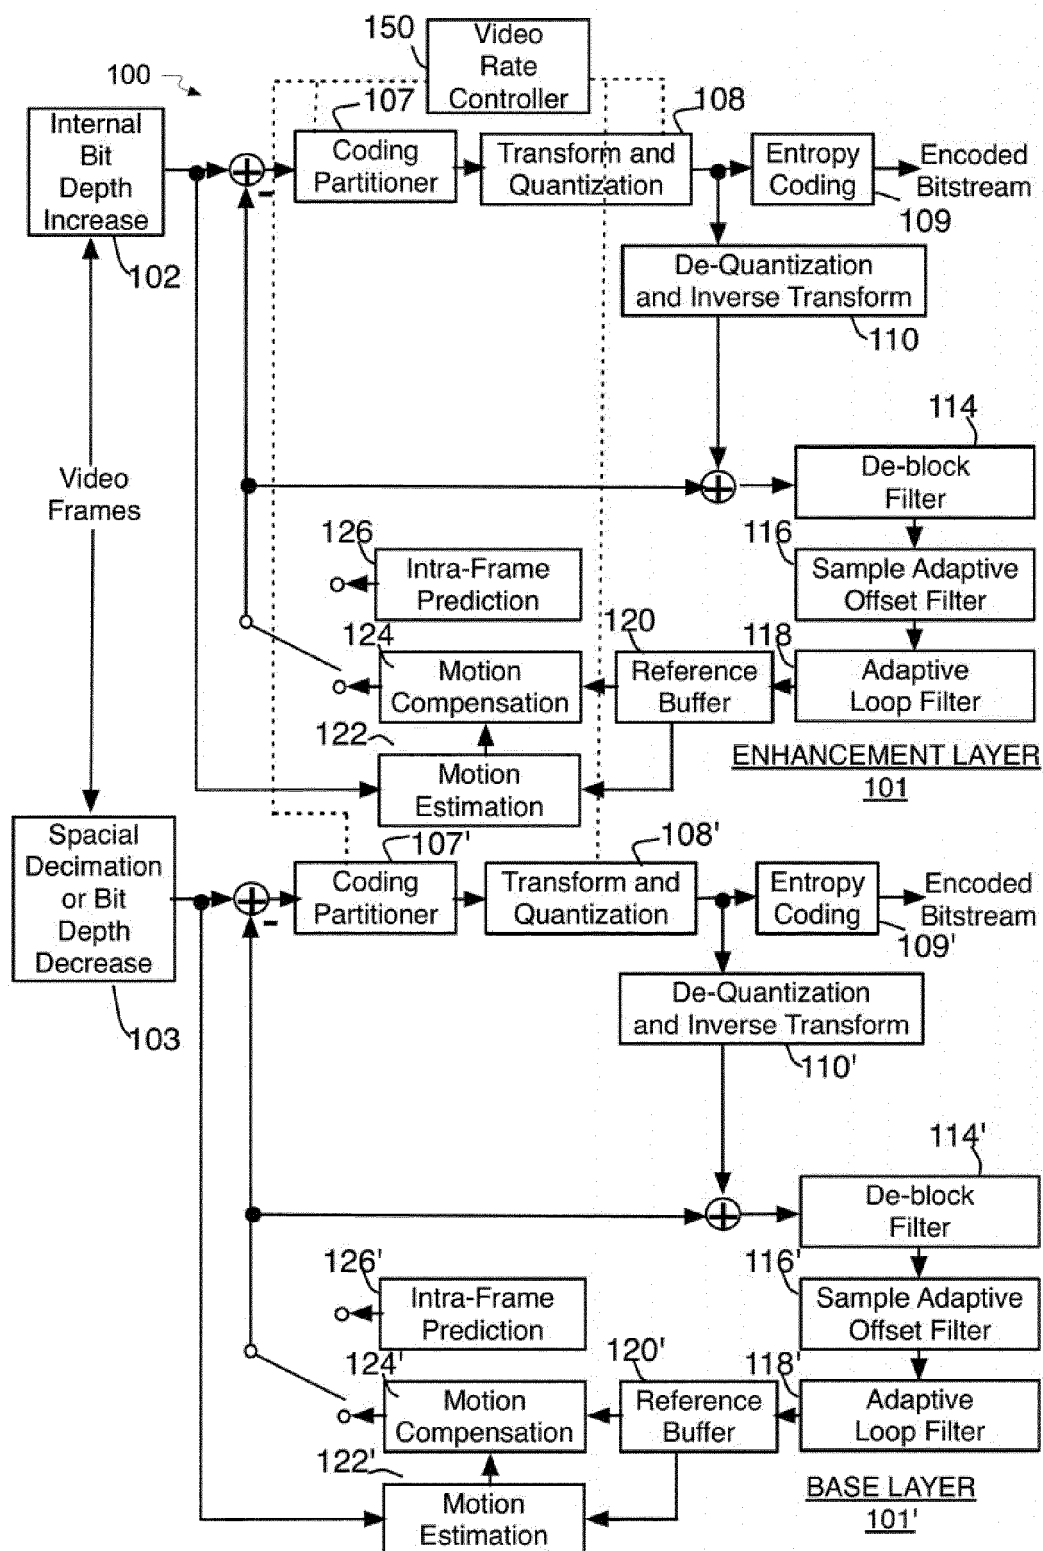 150
Video
Rate
Controller
100
107
108
Internal
Bit
Depth
Increase
102
-
Coding
Partitioner
Transform and
Quantization
Entropy
Coding
109
Encoded
Bitstream
De-Quantization
and Inverse Transform
110
114
De-block
Filter
Video
Frames
126
Intra-Frame
Prediction
116
Sample Adaptive
Offset Filter
124
Motion
Compensation
120
Reference
Buffer
118
Adaptive
Loop Filter
122
Motion
Estimation
ENHANCEMENT LAYER
101
Spacial
Decimation
or Bit
Depth
Decrease
103
-
107'
Coding
Partitioner
108'
Transform and
Quantization
Entropy
Coding
109'
Encoded
Bitstream
De-Quantization
and Inverse Transform
110'
114'
De-block
Filter
126'
Intra-Frame
Prediction
116'
Sample Adaptive
Offset Filter
124'
Motion
Compensation
120'
Reference
Buffer
118'
Adaptive
Loop Filter
122'
Motion
Estimation
BASE LAYER
101'